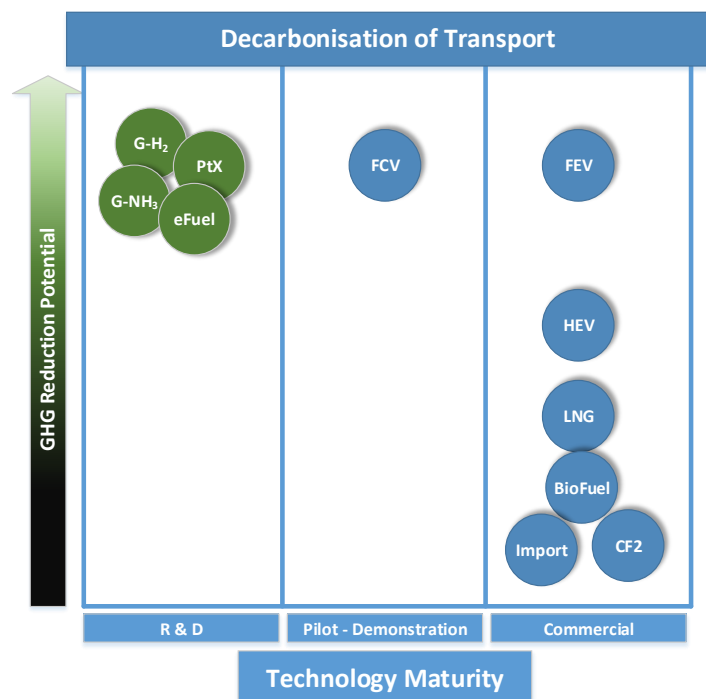 Decarbonisation of Transport
GHG Reduction Potential
G-H₂
PtX
G-NH₃
eFuel
FCV
FEV
HEV
LNG
BioFuel
Import
CF2
R & D
Pilot - Demonstration
Commercial
Technology Maturity